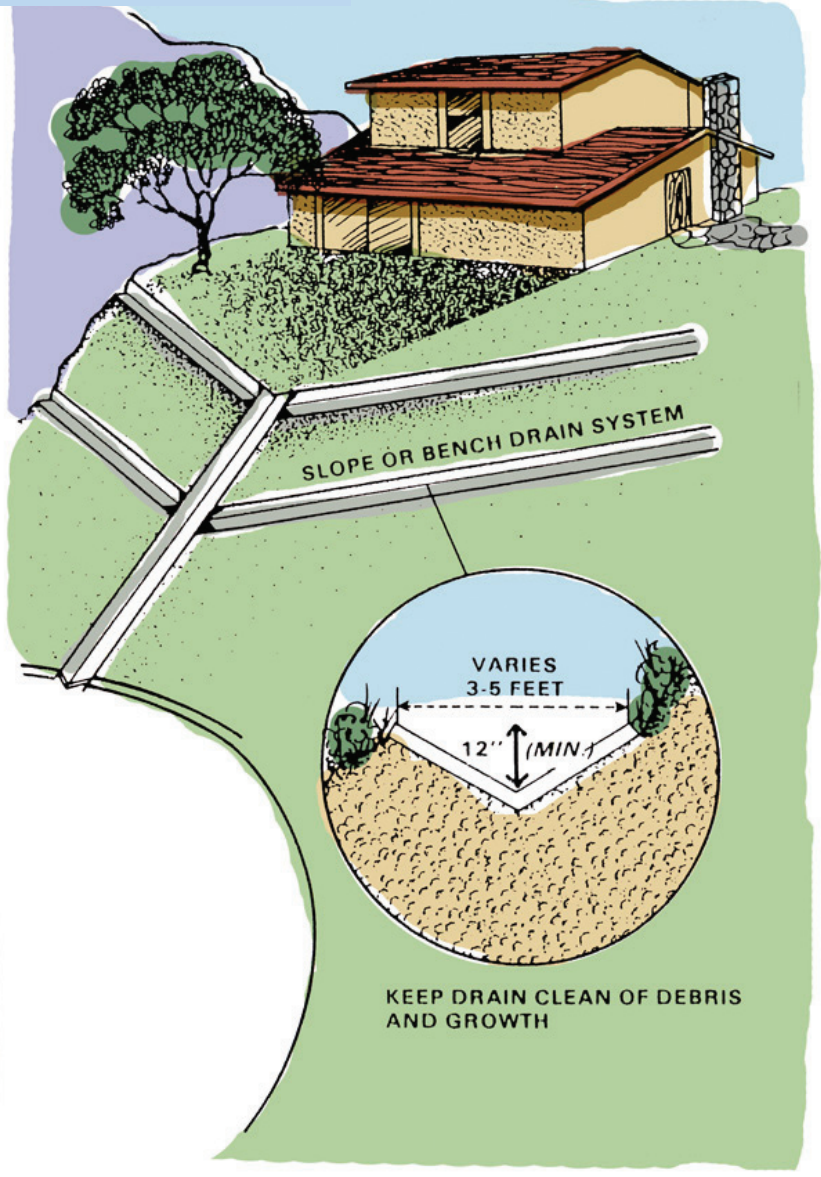 SLOPE OR BENCH DRAIN SYSTEM
VARIES
3-5 FEET
12'' (MIN.)
KEEP DRAIN CLEAN OF DEBRIS
AND GROWTH